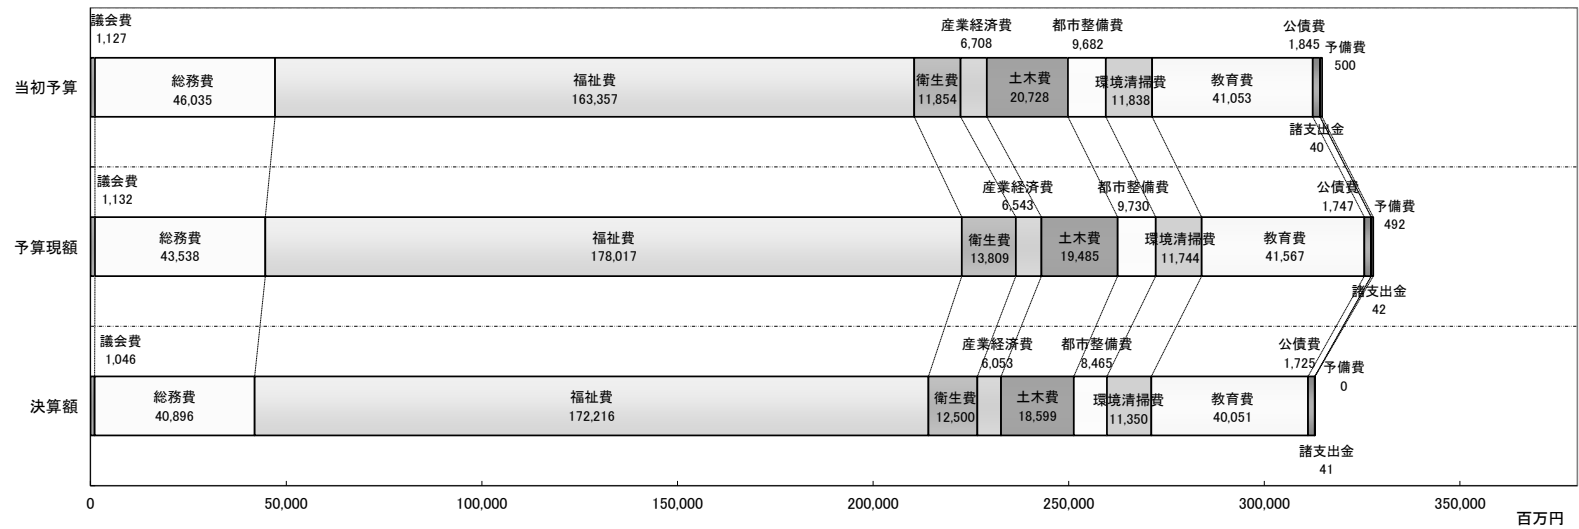 議会費
1,127
産業経済費
6,708
都市整備費
9,682
公債費
1,845
予備費
500
当初予算
総務費
46,035
福祉費
163,357
衛生費
11,854
土木費
20,728
環境清掃費
11,838
教育費
41,053
諸支出金
40
議会費
1,132
産業経済費
6,543
都市整備費
9,730
公債費
1,747
予備費
492
予算現額
総務費
43,538
福祉費
178,017
衛生費
13,809
土木費
19,485
環境清掃費
11,744
教育費
41,567
諸支出金
42
議会費
1,046
産業経済費
6,053
都市整備費
8,465
公債費
1,725
予備費
0
決算額
総務費
40,896
福祉費
172,216
衛生費
12,500
土木費
18,599
環境清掃費
11,350
教育費
40,051
諸支出金
41
0
50,000
100,000
150,000
200,000
250,000
300,000
350,000
百万円